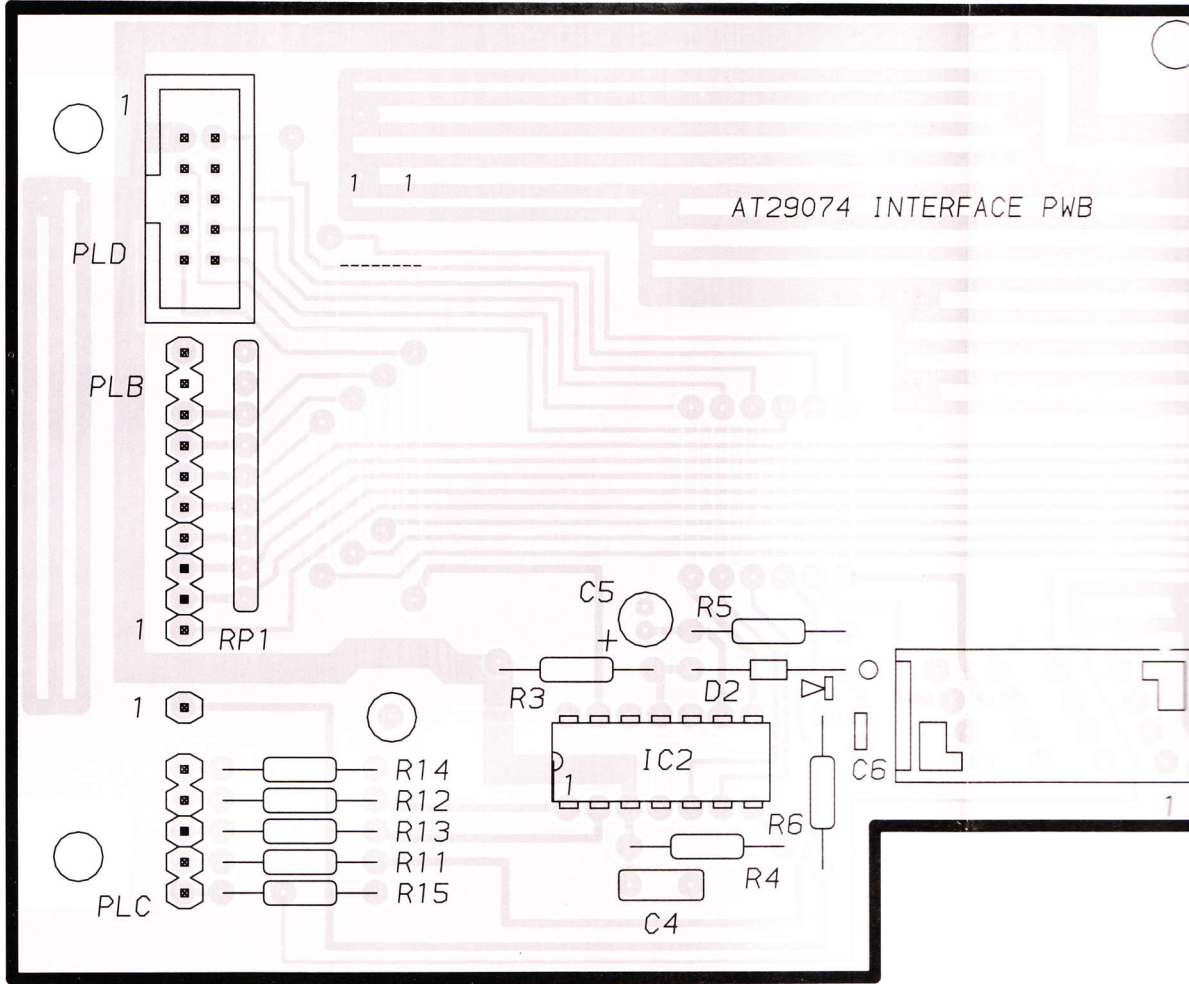 1
1 1
AT29074 INTERFACE PWB
PLD
PLB
C5
R5
1
RP1
+
R3
D2
1
IC2
C6
R14
1
R12
1
R6
R13
R11
R4
R15
PLC
C4